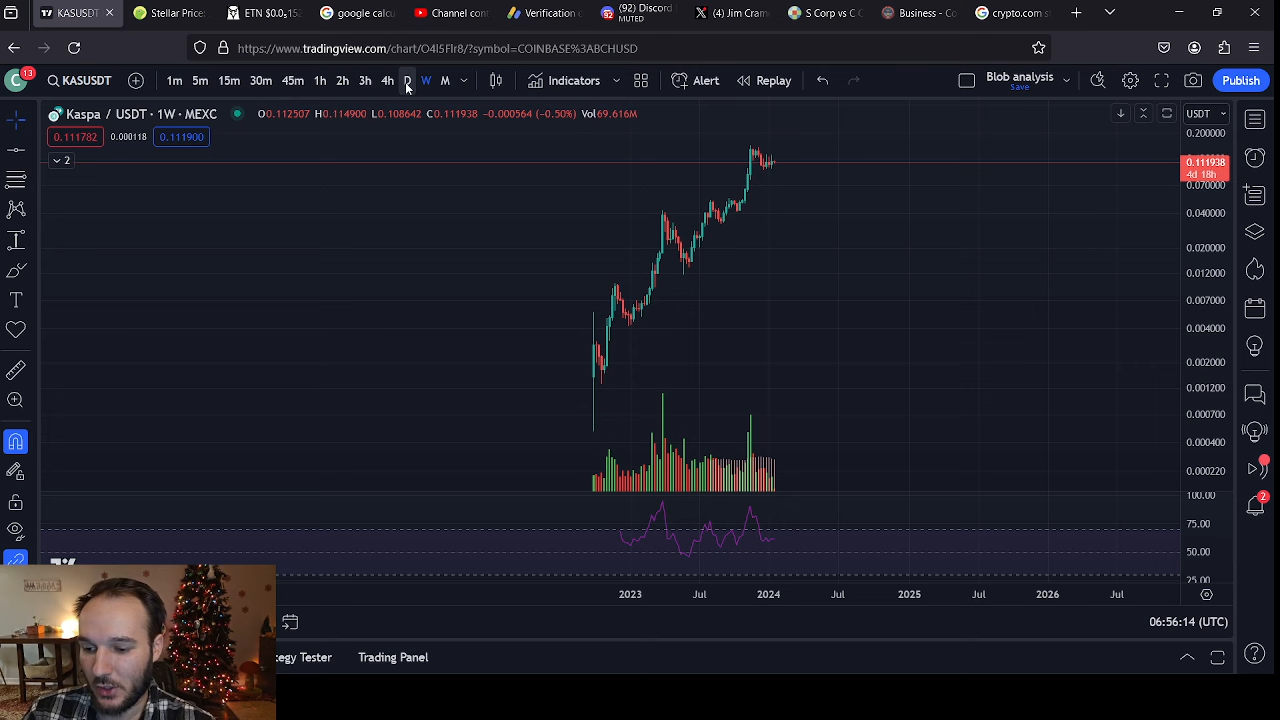 KASUSDT
Stellar Price
ETN $0.0₂152
google calcu
Channel cont
Verification c
(92) Discord
MUTED
Jim Cram
S Corp vs C C
Business - Co
crypto.com s
https://www.tradingview.com/chart/O4l5Flr8/?symbol=COINBASE%3ABCHUSD
C
13
KASUSDT
1m 5m 15m 30m 45m 1h 2h 3h 4h D W M
Indicators
Alert
Replay
Blob analysis
Save
Publish
Kaspa / USDT · 1W · MEXC
O0.112507 H0.114900 L0.108642 C0.111938 −0.000564 (−0.50%) Vol69.616M
USDT
0.111782 0.000118 0.111900
2
0.200000
0.111938
4d 18h
0.070000
0.040000
0.020000
0.012000
0.007000
0.004000
0.002000
0.001200
0.000700
0.000400
0.000220
100.00
75.00
50.00
25.00
2023 Jul 2024 Jul 2025 Jul 2026 Jul
06:56:14 (UTC)
tegy Tester
Trading Panel
2